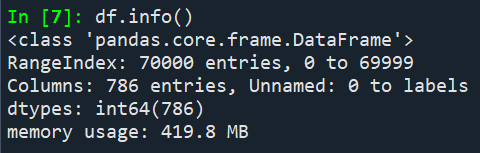 In [7]: df.info()
<class 'pandas.core.frame.DataFrame'>
RangeIndex: 70000 entries, 0 to 69999
Columns: 786 entries, Unnamed: 0 to labels
dtypes: int64(786)
memory usage: 419.8 MB